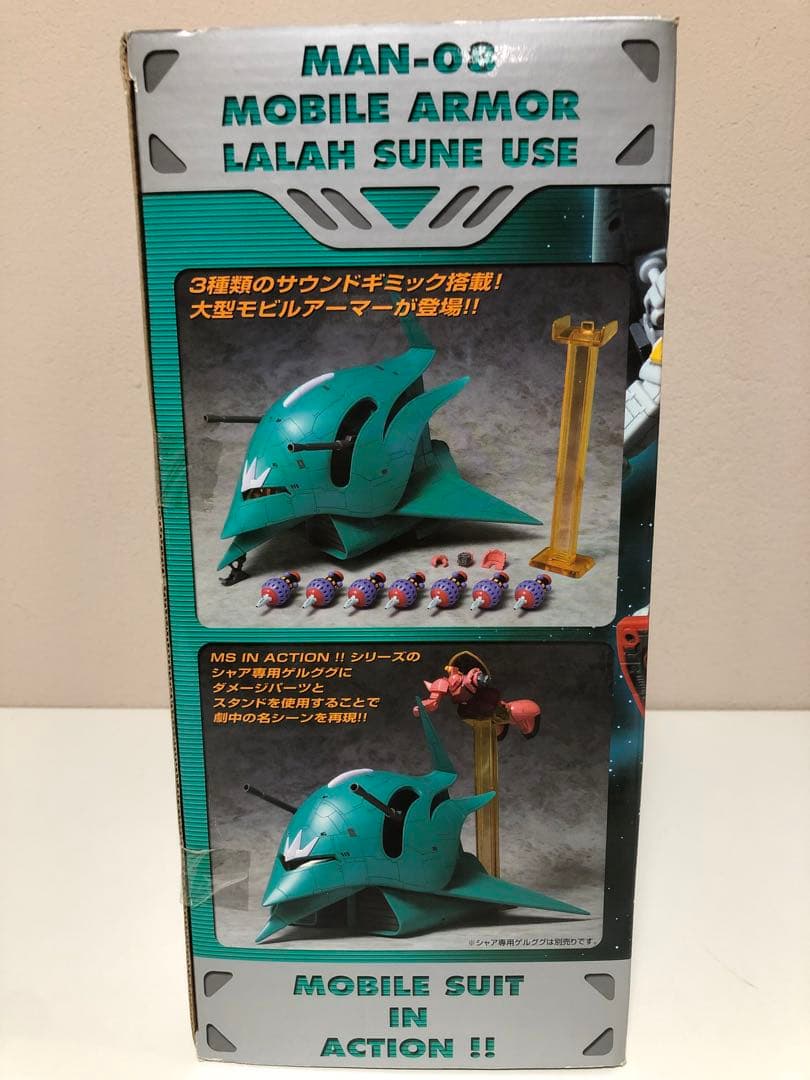 MAN-08
MOBILE ARMOR
LALAH SUNE USE
3種類のサウンドギミック搭載!
大型モビルアーマーが登場!!
MS IN ACTION !! シリーズの
シャア専用ゲルググに
ダメージパーツと
スタンドを使用することで
劇中の名シーンを再現!!
※シャア専用ゲルググは別売りです。
MOBILE SUIT
IN
ACTION !!